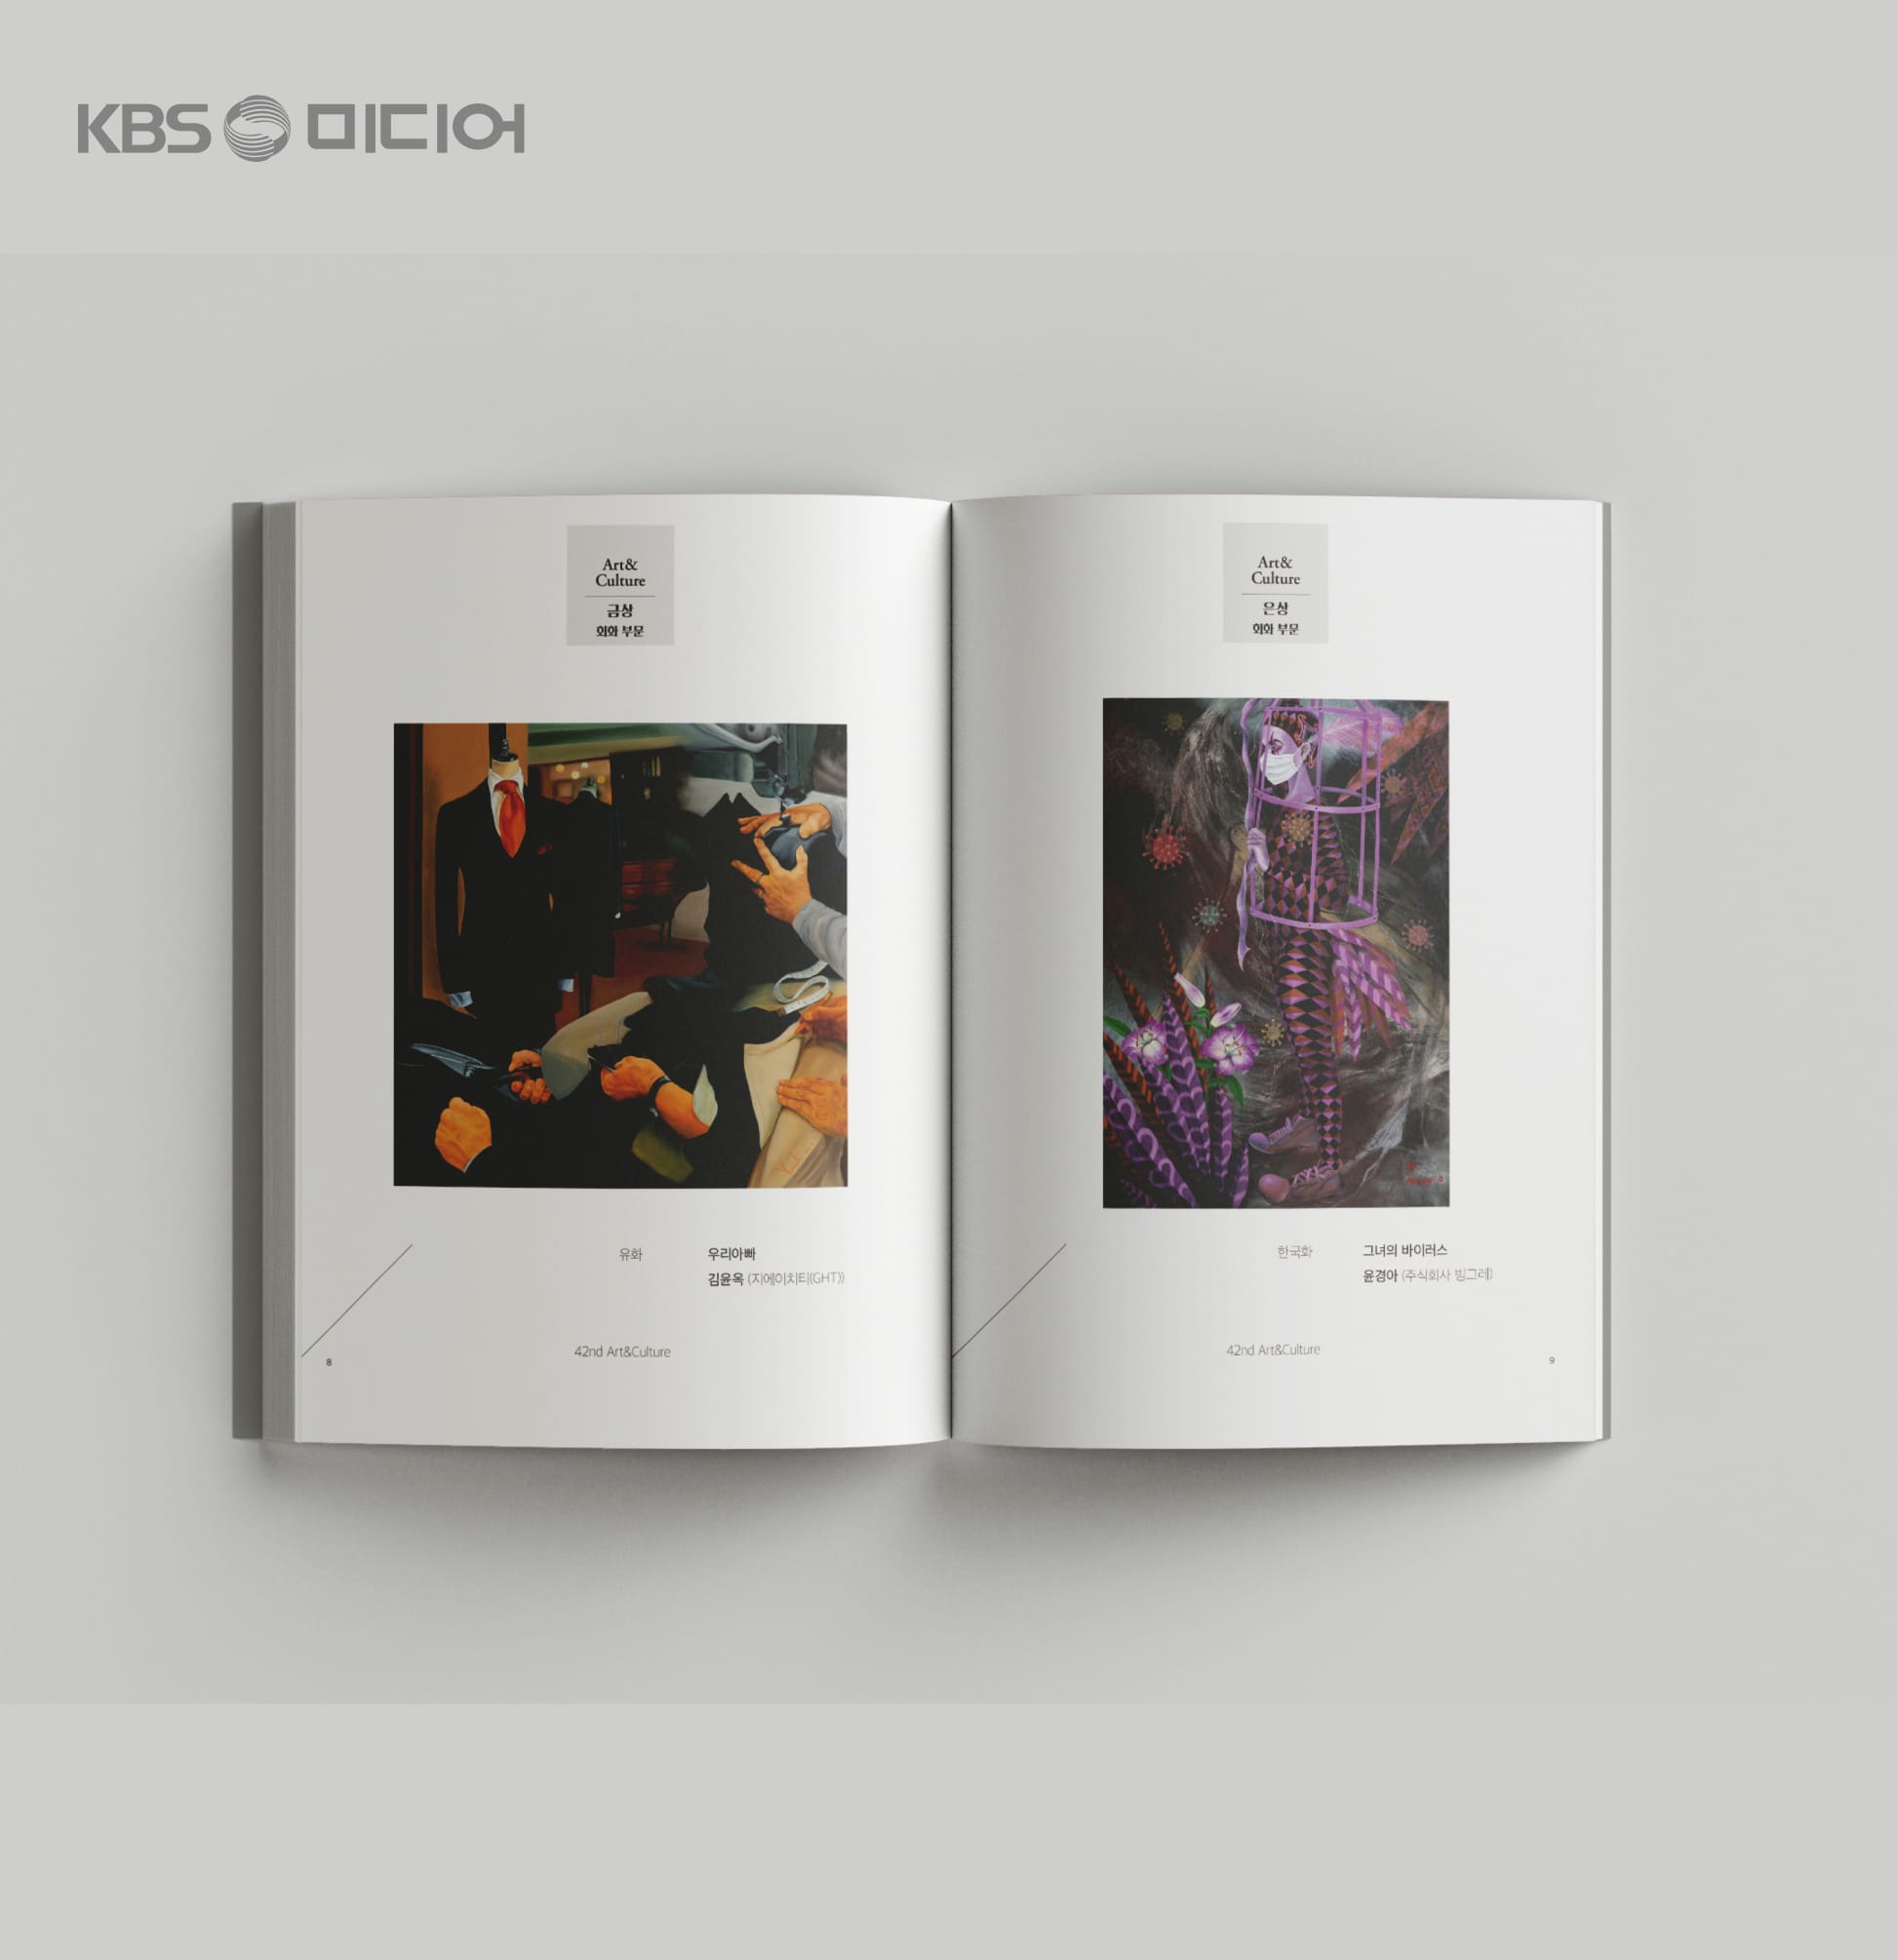 KBS 미디어
Art&
Culture
금상
회화 부문
유화 우리아빠
김윤옥 (지에이치티(GHT))
42nd Art&Culture
8
Art&
Culture
은상
회화 부문
한국화 그녀의 바이러스
윤경아 (주식회사 빙그레)
42nd Art&Culture
9